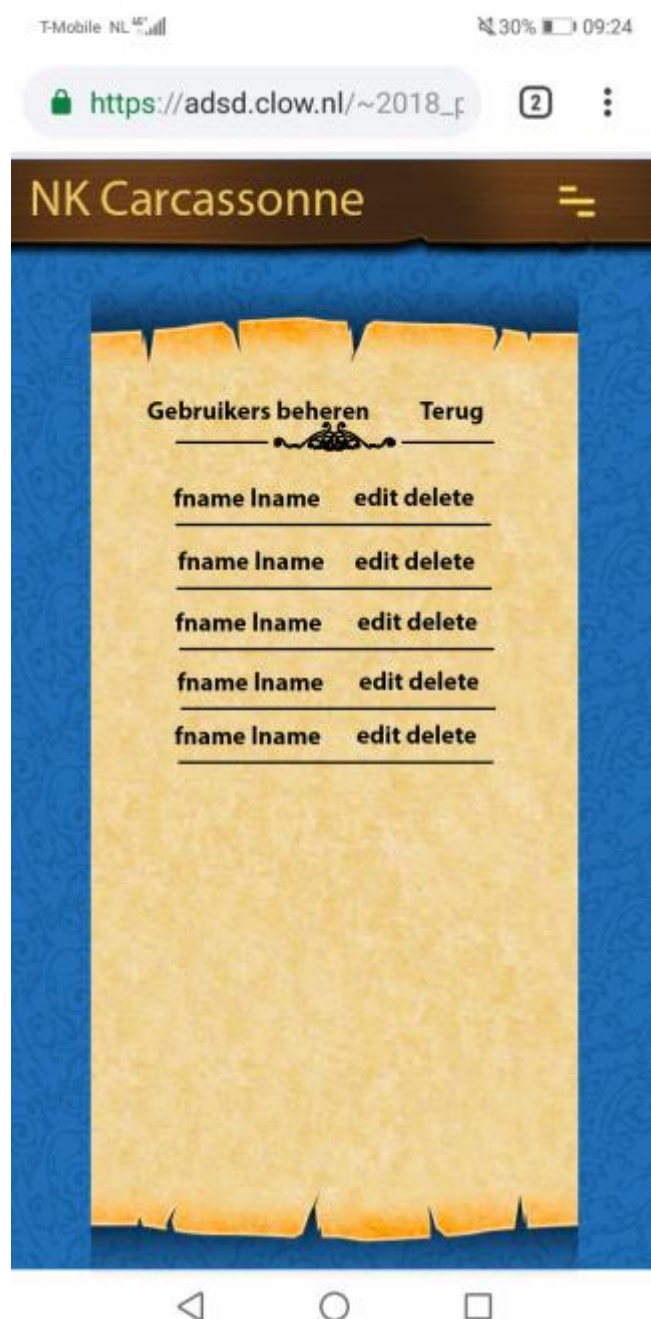 T-Mobile NL 30% 09:24
https://adsd.clow.nl/~2018_p 2
NK Carcassonne
Gebruikers beheren Terug
fname lname edit delete
fname lname edit delete
fname lname edit delete
fname lname edit delete
fname lname edit delete